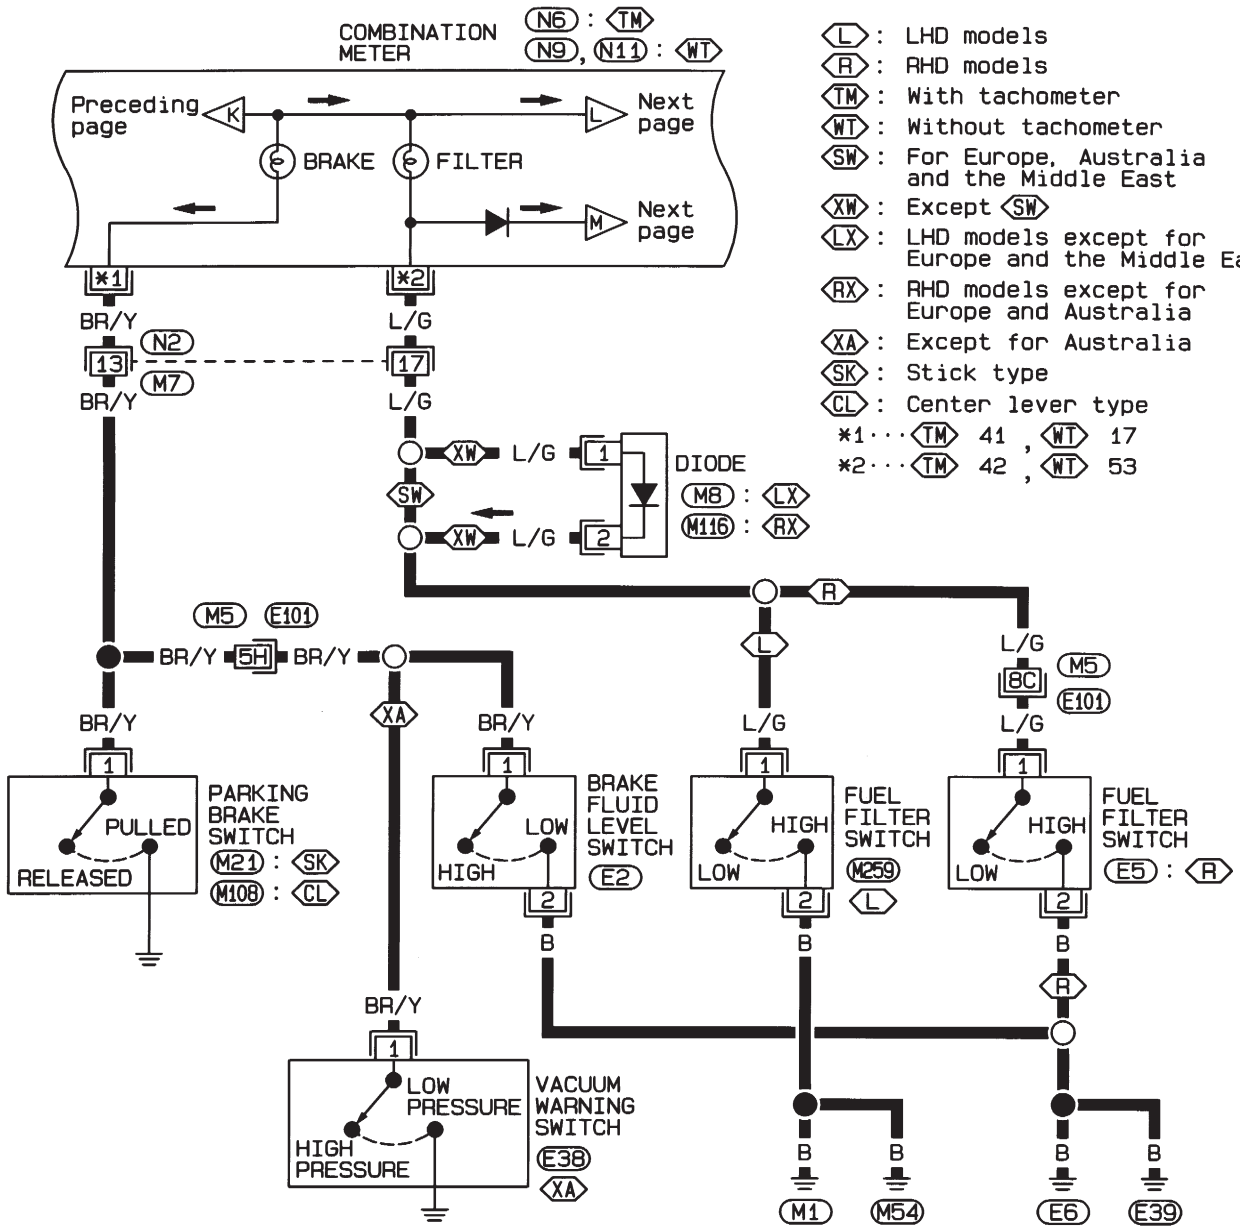 COMBINATION
METER
N6 : TM
N9, N11 : WT
Preceding
page
K
L
Next
page
BRAKE
FILTER
M
Next
page
L : LHD models
R : RHD models
TM : With tachometer
WT : Without tachometer
SW : For Europe, Australia
and the Middle East
XW : Except SW
LX : LHD models except for
Europe and the Middle Ea
RX : RHD models except for
Europe and Australia
XA : Except for Australia
SK : Stick type
CL : Center lever type
*1··· TM 41 , WT 17
*2··· TM 42 , WT 53
*1
*2
BR/Y
L/G
13
N2
M7
17
BR/Y
L/G
XW
L/G
1
DIODE
M8 : LX
M116 : RX
SW
XW
L/G
2
R
L
M5
E101
BR/Y
5H
BR/Y
XA
L/G
8C
M5
E101
BR/Y
BR/Y
L/G
L/G
1
PULLED
RELEASED
PARKING
BRAKE
SWITCH
M21 : SK
M108 : CL
1
LOW
HIGH
BRAKE
FLUID
LEVEL
SWITCH
E2
1
HIGH
LOW
FUEL
FILTER
SWITCH
M259
L
1
HIGH
LOW
FUEL
FILTER
SWITCH
E5 : R
2
2
2
B
B
B
R
BR/Y
1
LOW
PRESSURE
HIGH
PRESSURE
VACUUM
WARNING
SWITCH
E38
XA
B
B
B
B
M1
M54
E6
E39